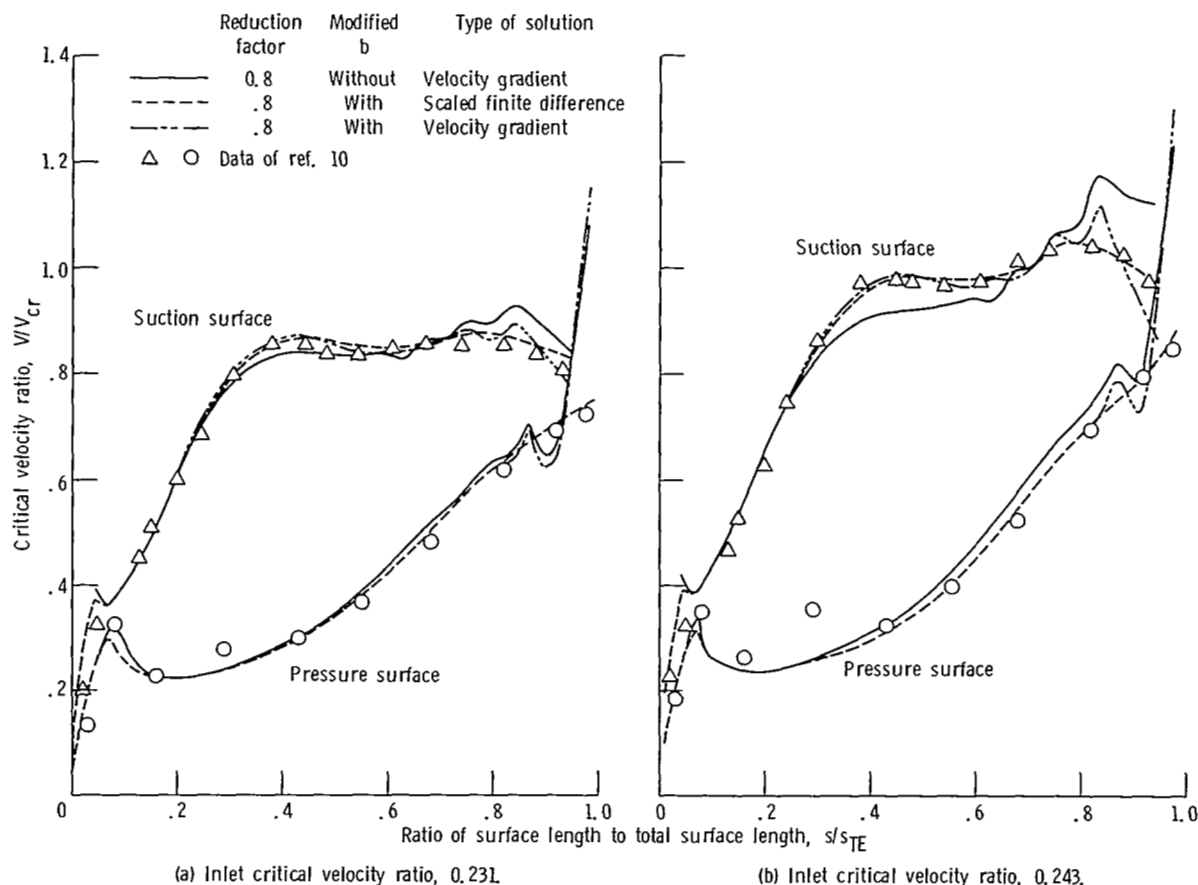 Reduction factor Modified b Type of solution
0.8 Without Velocity gradient
.8 With Scaled finite difference
.8 With Velocity gradient
Data of ref. 10
1.4
1.2
1.0
.8
.6
.4
.2
Critical velocity ratio, V/Vcr
Suction surface
Pressure surface
0 .2 .4 .6 .8 1.0
Suction surface
Pressure surface
0 .2 .4 .6 .8 1.0
Ratio of surface length to total surface length, s/sTE
(a) Inlet critical velocity ratio, 0.231.
(b) Inlet critical velocity ratio, 0.243.